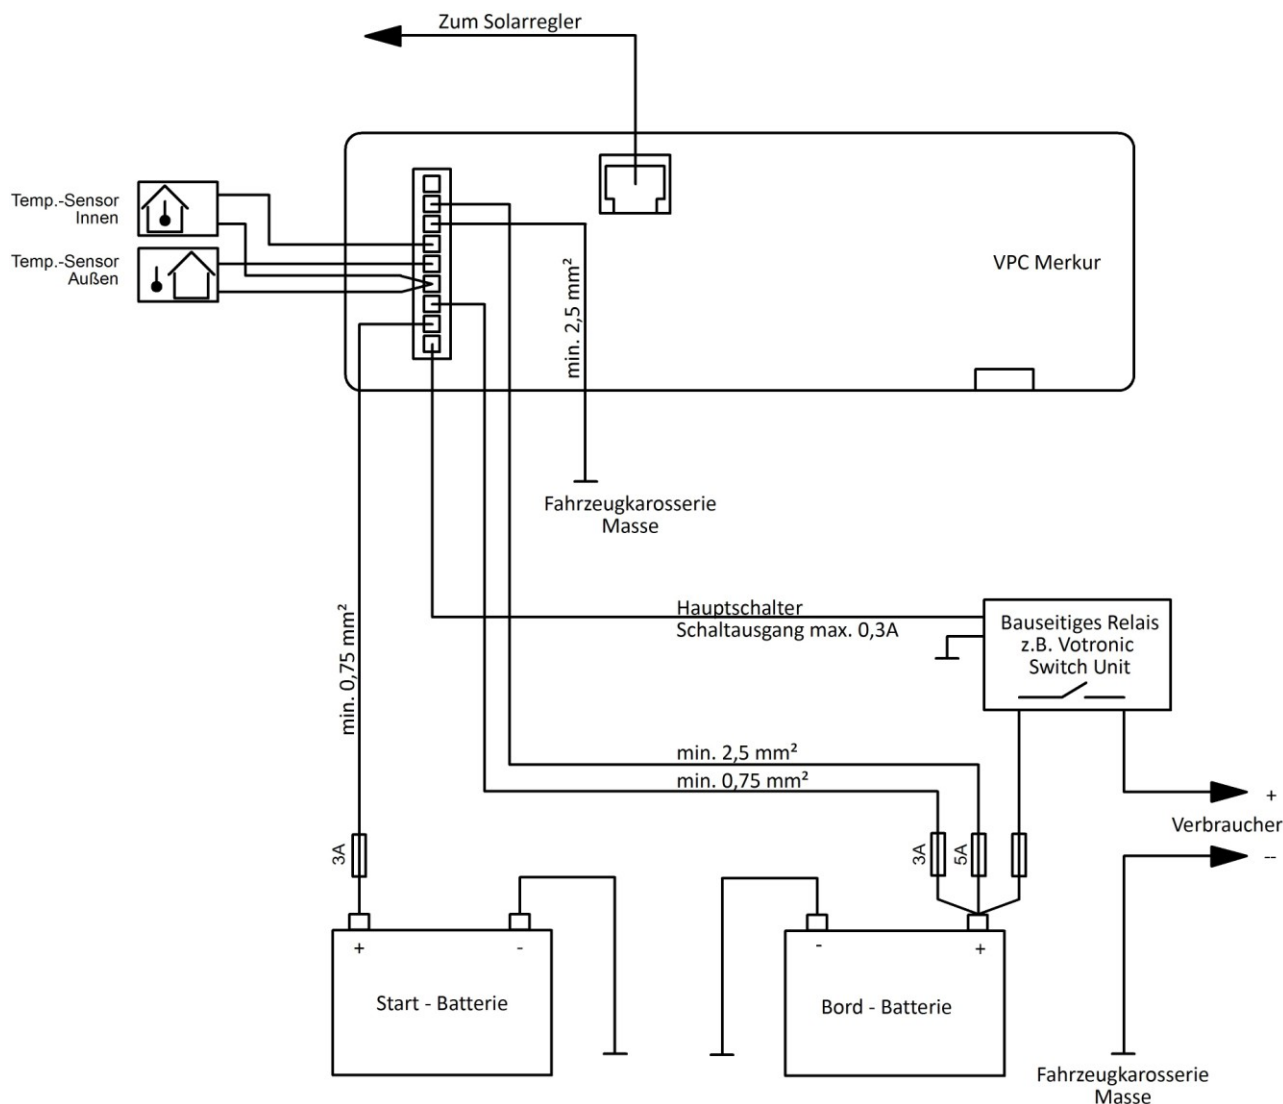 Zum Solarregler
Temp.-Sensor
Innen
Temp.-Sensor
Außen
VPC Merkur
min. 2,5 mm²
Fahrzeugkarosserie
Masse
min. 0,75 mm²
Hauptschalter
Schaltausgang max. 0,3A
Bauseitiges Relais
z.B. Votronic
Switch Unit
min. 2,5 mm²
min. 0,75 mm²
+
Verbraucher
--
3A
3A
5A
+
-
-
+
Start - Batterie
Bord - Batterie
Fahrzeugkarosserie
Masse